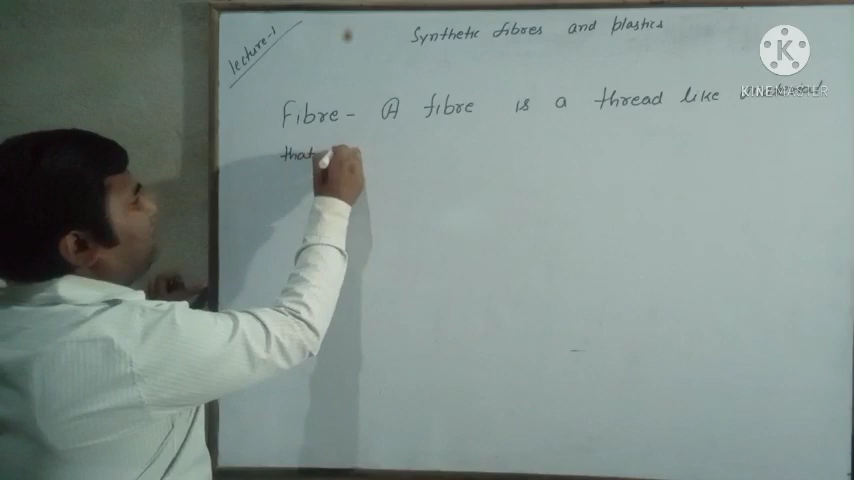 Lecture-1
Synthetic fibres and plastics
K
KINEMASTER
Fibre - A fibre is a thread like
that